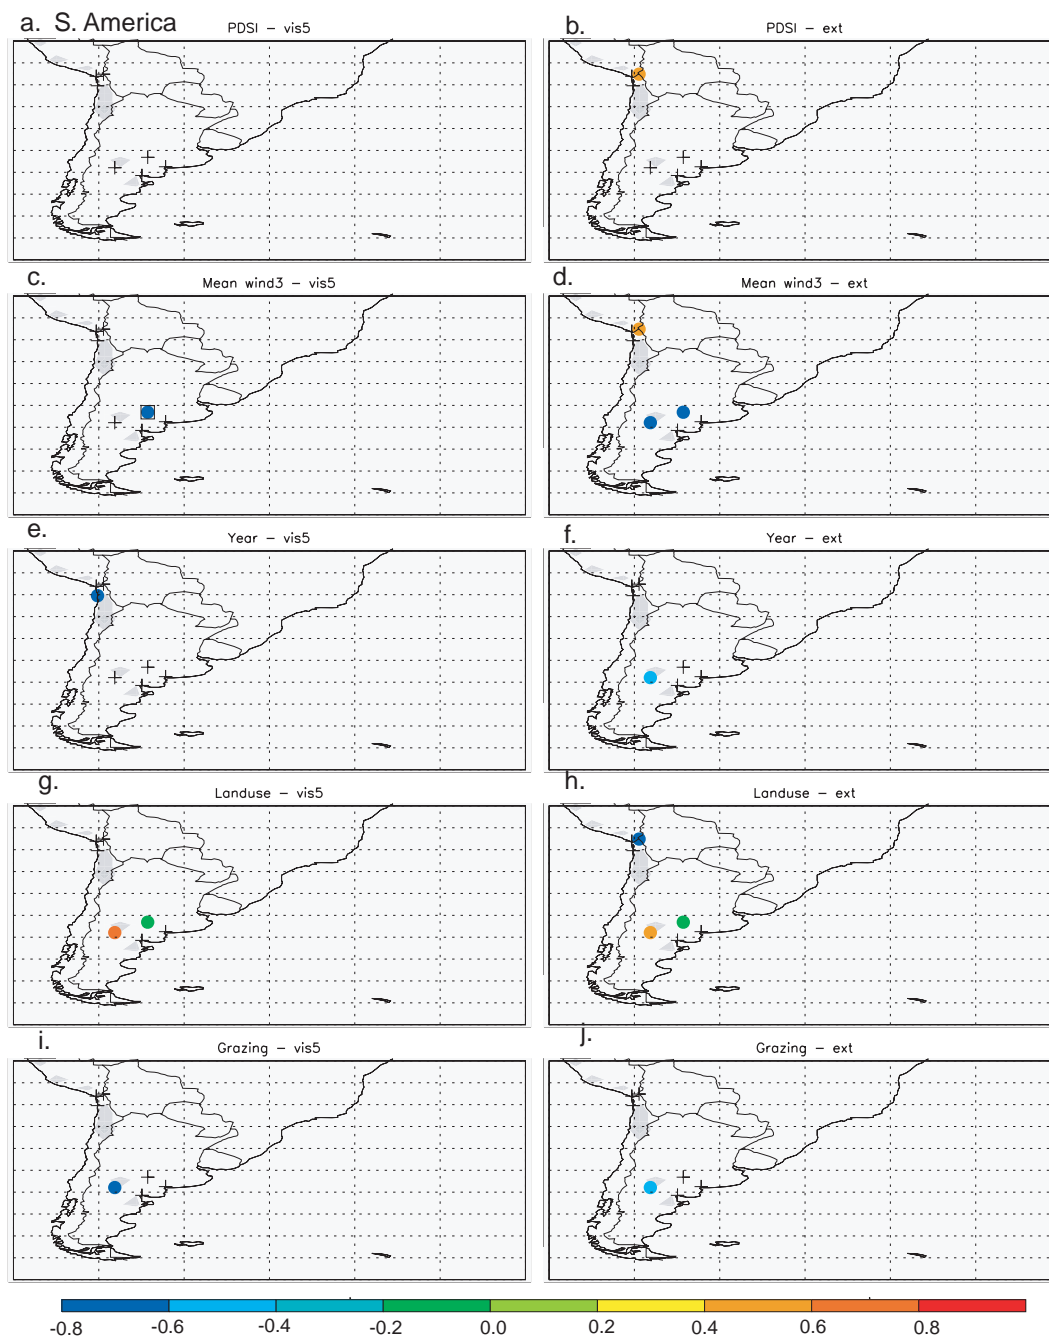 a. S. America
PDSI – vis5
b.
PDSI – ext
c.
Mean wind3 – vis5
d.
Mean wind3 – ext
e.
Year – vis5
f.
Year – ext
g.
Landuse – vis5
h.
Landuse – ext
i.
Grazing – vis5
j.
Grazing – ext
-0.8 -0.6 -0.4 -0.2 0.0 0.2 0.4 0.6 0.8